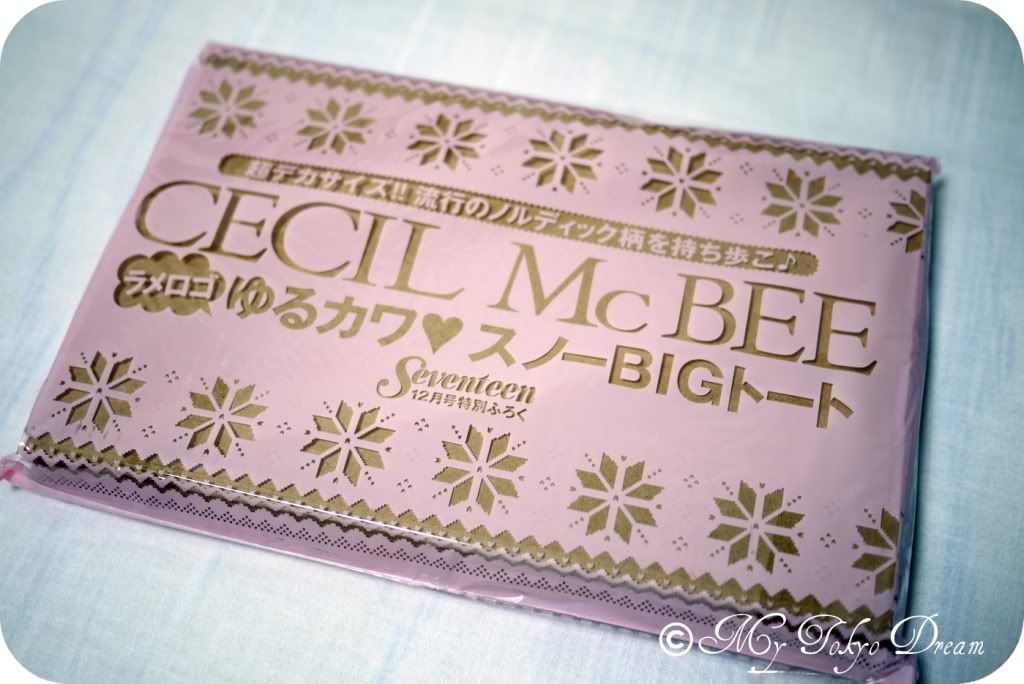 超デカサイズ!! 流行のノルディック柄を持ち歩こ♪
CECIL McBEE
ラメロゴ ゆるカワ♥スノーBIGトート
Seventeen
12月号特別ふろく
© My Tokyo Dream